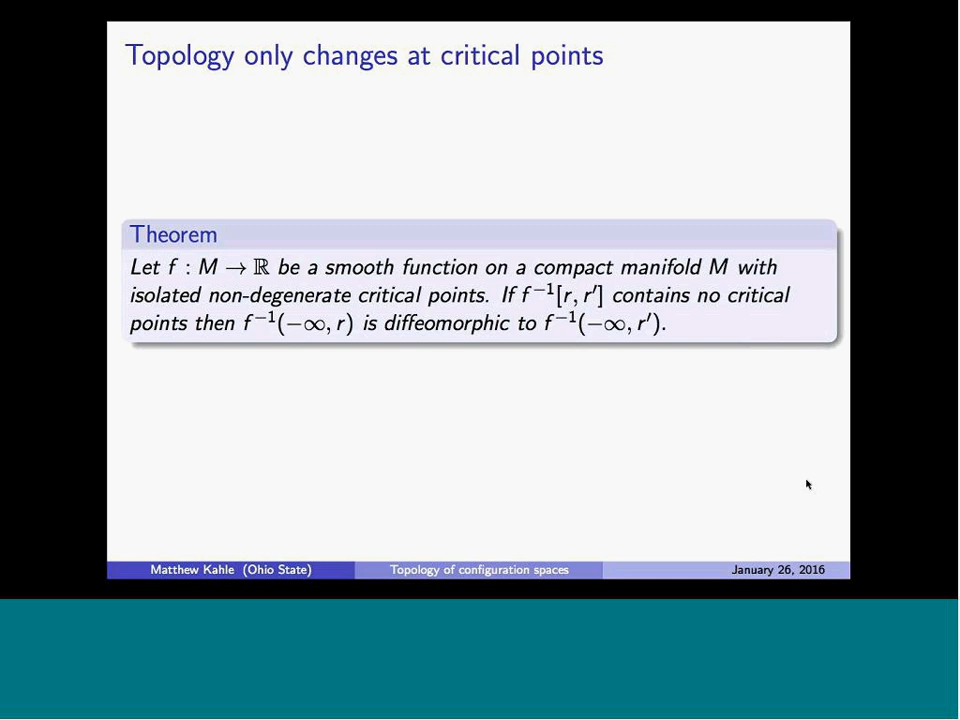 Topology only changes at critical points
Theorem
Let f : M → ℝ be a smooth function on a compact manifold M with
isolated non-degenerate critical points. If f⁻¹[r, r′] contains no critical
points then f⁻¹(−∞, r) is diffeomorphic to f⁻¹(−∞, r′).
Matthew Kahle (Ohio State) Topology of configuration spaces January 26, 2016